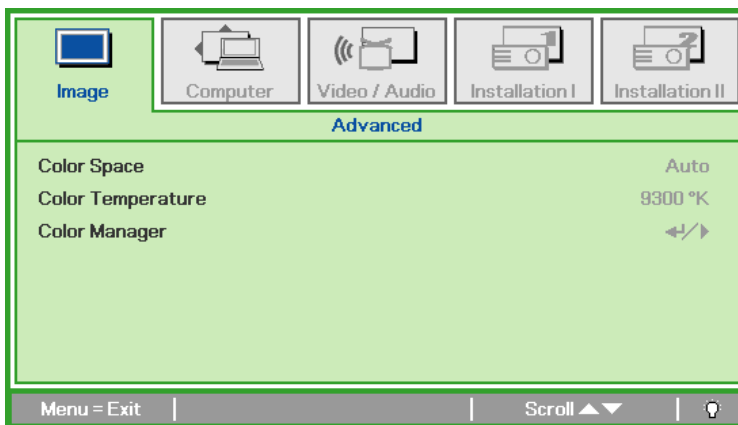 Image
Computer
Video / Audio
Installation I
Installation II
Advanced
Color Space Auto
Color Temperature 9300 °K
Color Manager
Menu = Exit
Scroll